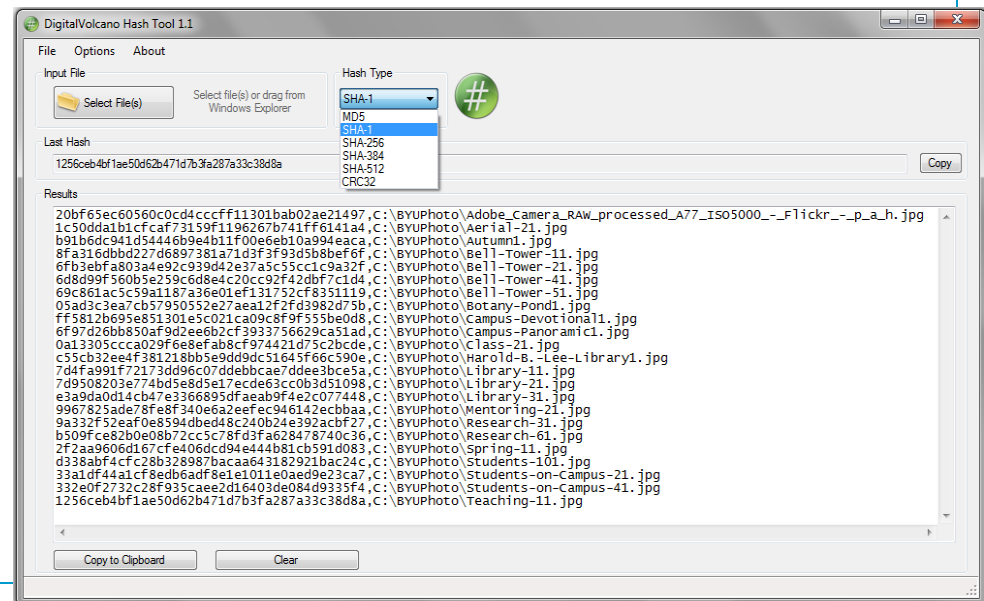 DigitalVolcano Hash Tool 1.1
File Options About
Input File
Hash Type
Select File(s)
Select file(s) or drag from
Windows Explorer
SHA-1
#
MD5
SHA-1
SHA-256
SHA-384
SHA-512
CRC32
Last Hash
1256ceb4bf1ae50d62b471d7b3fa287a33c38d8a
Copy
Results
20bf65ec60560c0cd4cccff11301bab02ae21497,C:\BYUPhoto\Adobe_Camera_RAW_processed_A77_ISO5000_-_Flickr_-_p_a_h.jpg
1c50dda1b1cfcaf73159f1196267b741ff6141a4,C:\BYUPhoto\Aerial-21.jpg
b91b6dc941d54446b9e4b11f00e6eb10a994eaca,C:\BYUPhoto\Autumn1.jpg
8fa316dbbd227d6897381a71d3f3f93d5b8bef6f,C:\BYUPhoto\Bell-Tower-11.jpg
6fb3ebfa803a4e92c939d42e37a5c55cc1c9a32f,C:\BYUPhoto\Bell-Tower-21.jpg
6d8d99f560b5e259c6d8e4c20cc92f42dbf7c1d4,C:\BYUPhoto\Bell-Tower-41.jpg
69c861ac5c59a1187a36e01ef131752cf8351119,C:\BYUPhoto\Bell-Tower-51.jpg
05ad3c3ea7cb57950552e27aea12f2fd3982d75b,C:\BYUPhoto\Botany-Pond1.jpg
ff5812b695e851301e5c021ca09c8f9f555be0d8,C:\BYUPhoto\Campus-Devotional1.jpg
6f97d26bb850af9d2ee6b2cf3933756629ca51ad,C:\BYUPhoto\Campus-Panoramic1.jpg
0a13305ccca029f6e8efab8cf974421d75c2bcde,C:\BYUPhoto\Class-21.jpg
c55cb32ee4f381218bb5e9dd9dc51645f66c590e,C:\BYUPhoto\Harold-B.-Lee-Library1.jpg
7d4fa991f72173dd96c07ddebbcae7ddee3bce5a,C:\BYUPhoto\Library-11.jpg
7d9508203e774bd5e8d5e17ecde63cc0b3d51098,C:\BYUPhoto\Library-21.jpg
e3a9da0d14cb47e3366895dfaeab9f4e2c077448,C:\BYUPhoto\Library-31.jpg
9967825ade78fe8f340e6a2eefec946142ecbbaa,C:\BYUPhoto\Mentoring-21.jpg
9a332f52eaf0e8594dbed48c240b24e392acbf27,C:\BYUPhoto\Research-31.jpg
b509fce82b0e08b72cc5c78fd3fa628478740c36,C:\BYUPhoto\Research-61.jpg
2f2aa9606d167cfe406dcd94e444b81cb591d083,C:\BYUPhoto\Spring-11.jpg
d338abf4cfc28b328987bacaa643182921bac24c,C:\BYUPhoto\Students-101.jpg
33a1df44a1cf8edb6adf8e1e1011e0aed9e23ca7,C:\BYUPhoto\Students-on-Campus-21.jpg
332e0f2732c28f935caee2d16403de084d9335f4,C:\BYUPhoto\Students-on-Campus-41.jpg
1256ceb4bf1ae50d62b471d7b3fa287a33c38d8a,C:\BYUPhoto\Teaching-11.jpg
Copy to Clipboard
Clear